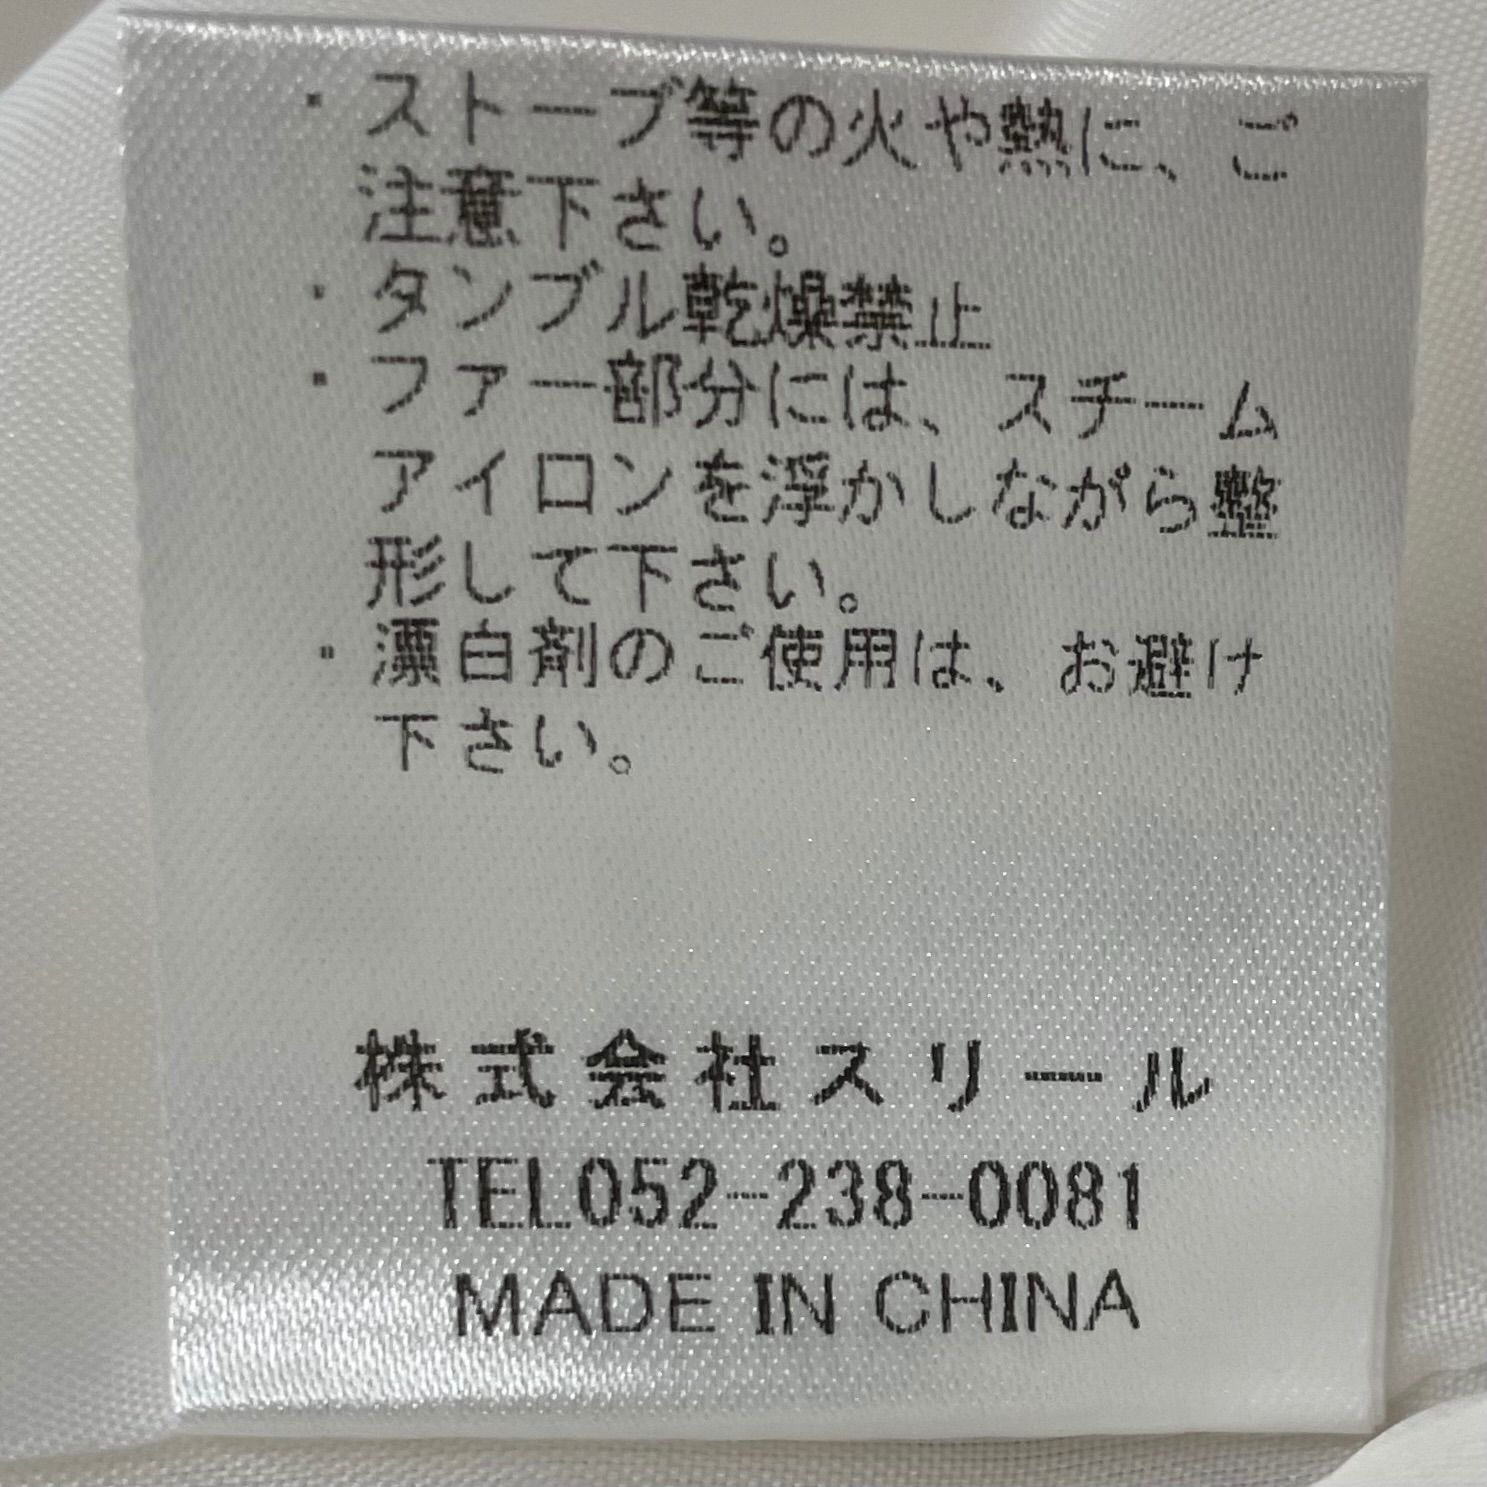 ・ストーブ等の火や熱に、ご
注意下さい。
・タンブル乾燥禁止
・ファー部分には、スチーム
アイロンを浮かしながら整
形して下さい。
・漂白剤のご使用は、お避け
下さい。
株式会社スリール
TEL052-238-0081
MADE IN CHINA